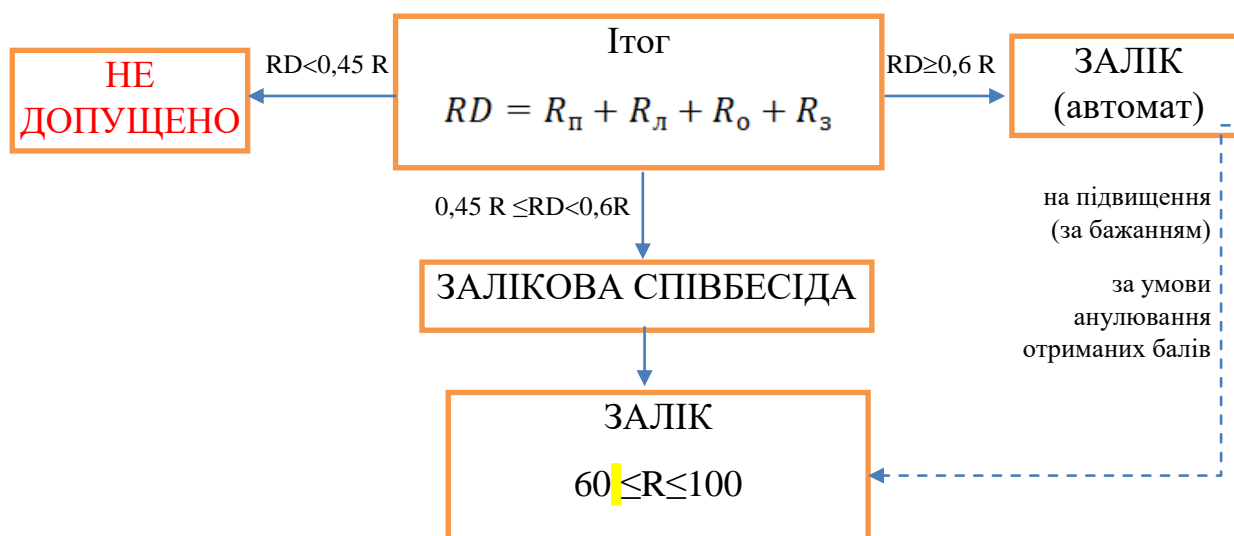 Ітог
RD = Rп + Rл + Rо + Rз
RD<0,45 R
НЕ
ДОПУЩЕНО
RD≥0,6 R
ЗАЛІК
(автомат)
0,45 R ≤RD<0,6R
на підвищення
(за бажанням)
за умови
анулювання
отриманих балів
ЗАЛІКОВА СПІВБЕСІДА
ЗАЛІК
60 ≤R≤100